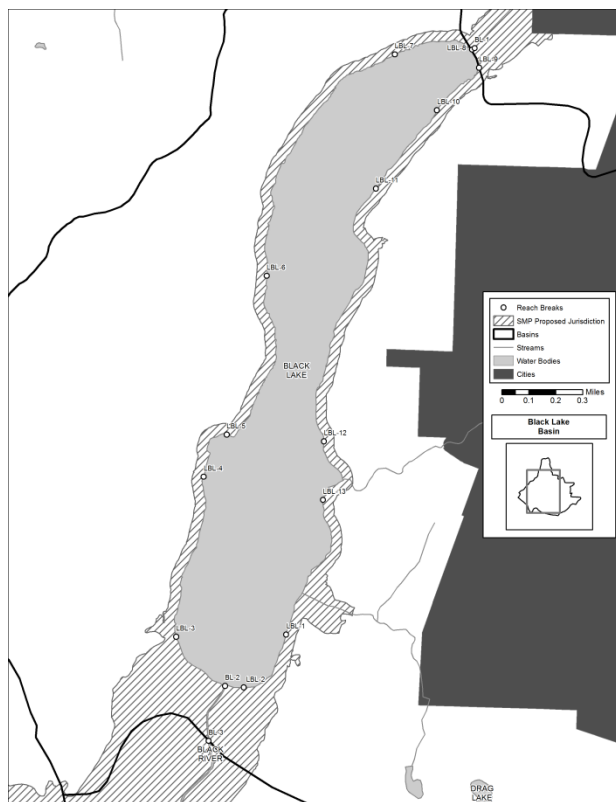 BL-1
LBL-8
LBL-7
LBL-9
LBL-10
LBL-11
LBL-6
BLACK
LAKE
LBL-5
LBL-12
LBL-4
LBL-13
LBL-3
LBL-1
BL-2
LBL-2
BL-3
BLACK
RIVER
DRAG
LAKE
Reach Breaks
SMP Proposed Jurisdiction
Basins
Streams
Water Bodies
Cities
Miles
0 0.1 0.2 0.3
Black Lake
Basin